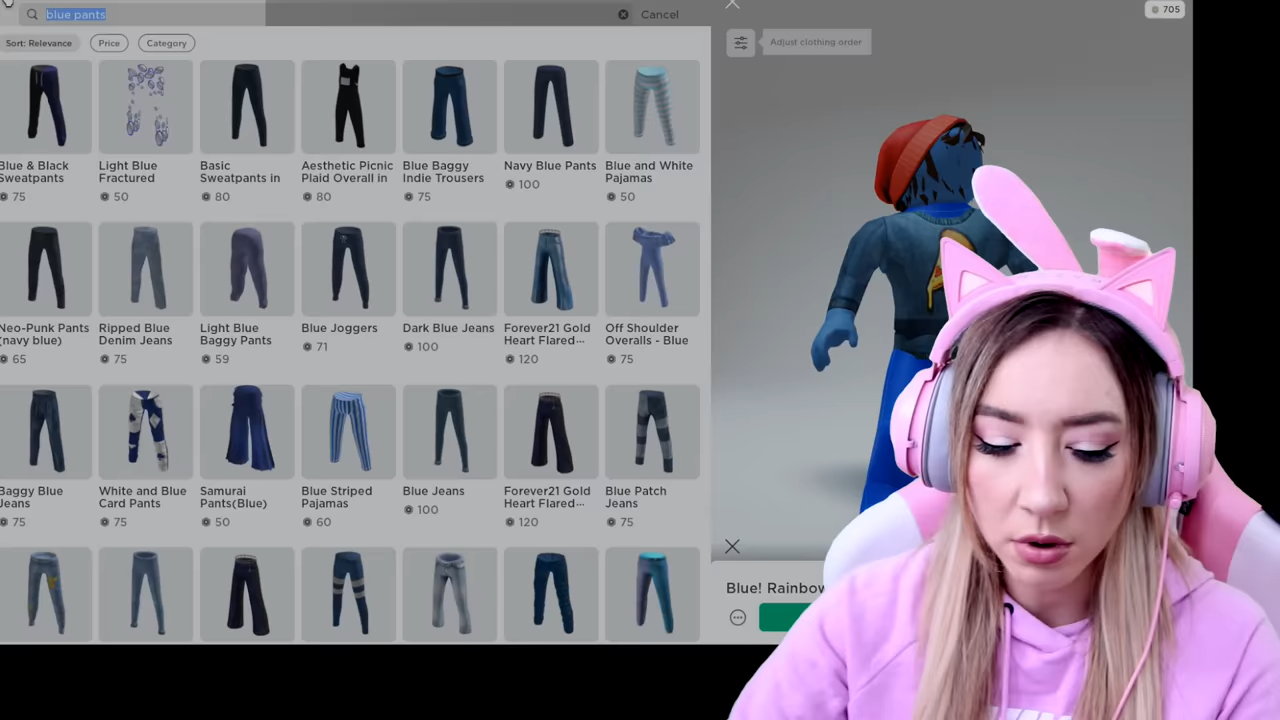 blue pants
Cancel
705
Sort: Relevance
Price
Category
Adjust clothing order
Blue & Black
Sweatpants
75
Light Blue
Fractured
50
Basic
Sweatpants in
80
Aesthetic Picnic
Plaid Overall in
80
Blue Baggy
Indie Trousers
75
Navy Blue Pants
100
Blue and White
Pajamas
50
Neo-Punk Pants
(navy blue)
65
Ripped Blue
Denim Jeans
75
Light Blue
Baggy Pants
59
Blue Joggers
71
Dark Blue Jeans
100
Forever21 Gold
Heart Flared...
120
Off Shoulder
Overalls - Blue
75
Baggy Blue
Jeans
75
White and Blue
Card Pants
75
Samurai
Pants(Blue)
50
Blue Striped
Pajamas
60
Blue Jeans
100
Forever21 Gold
Heart Flared...
120
Blue Patch
Jeans
75
Blue! Rainbow